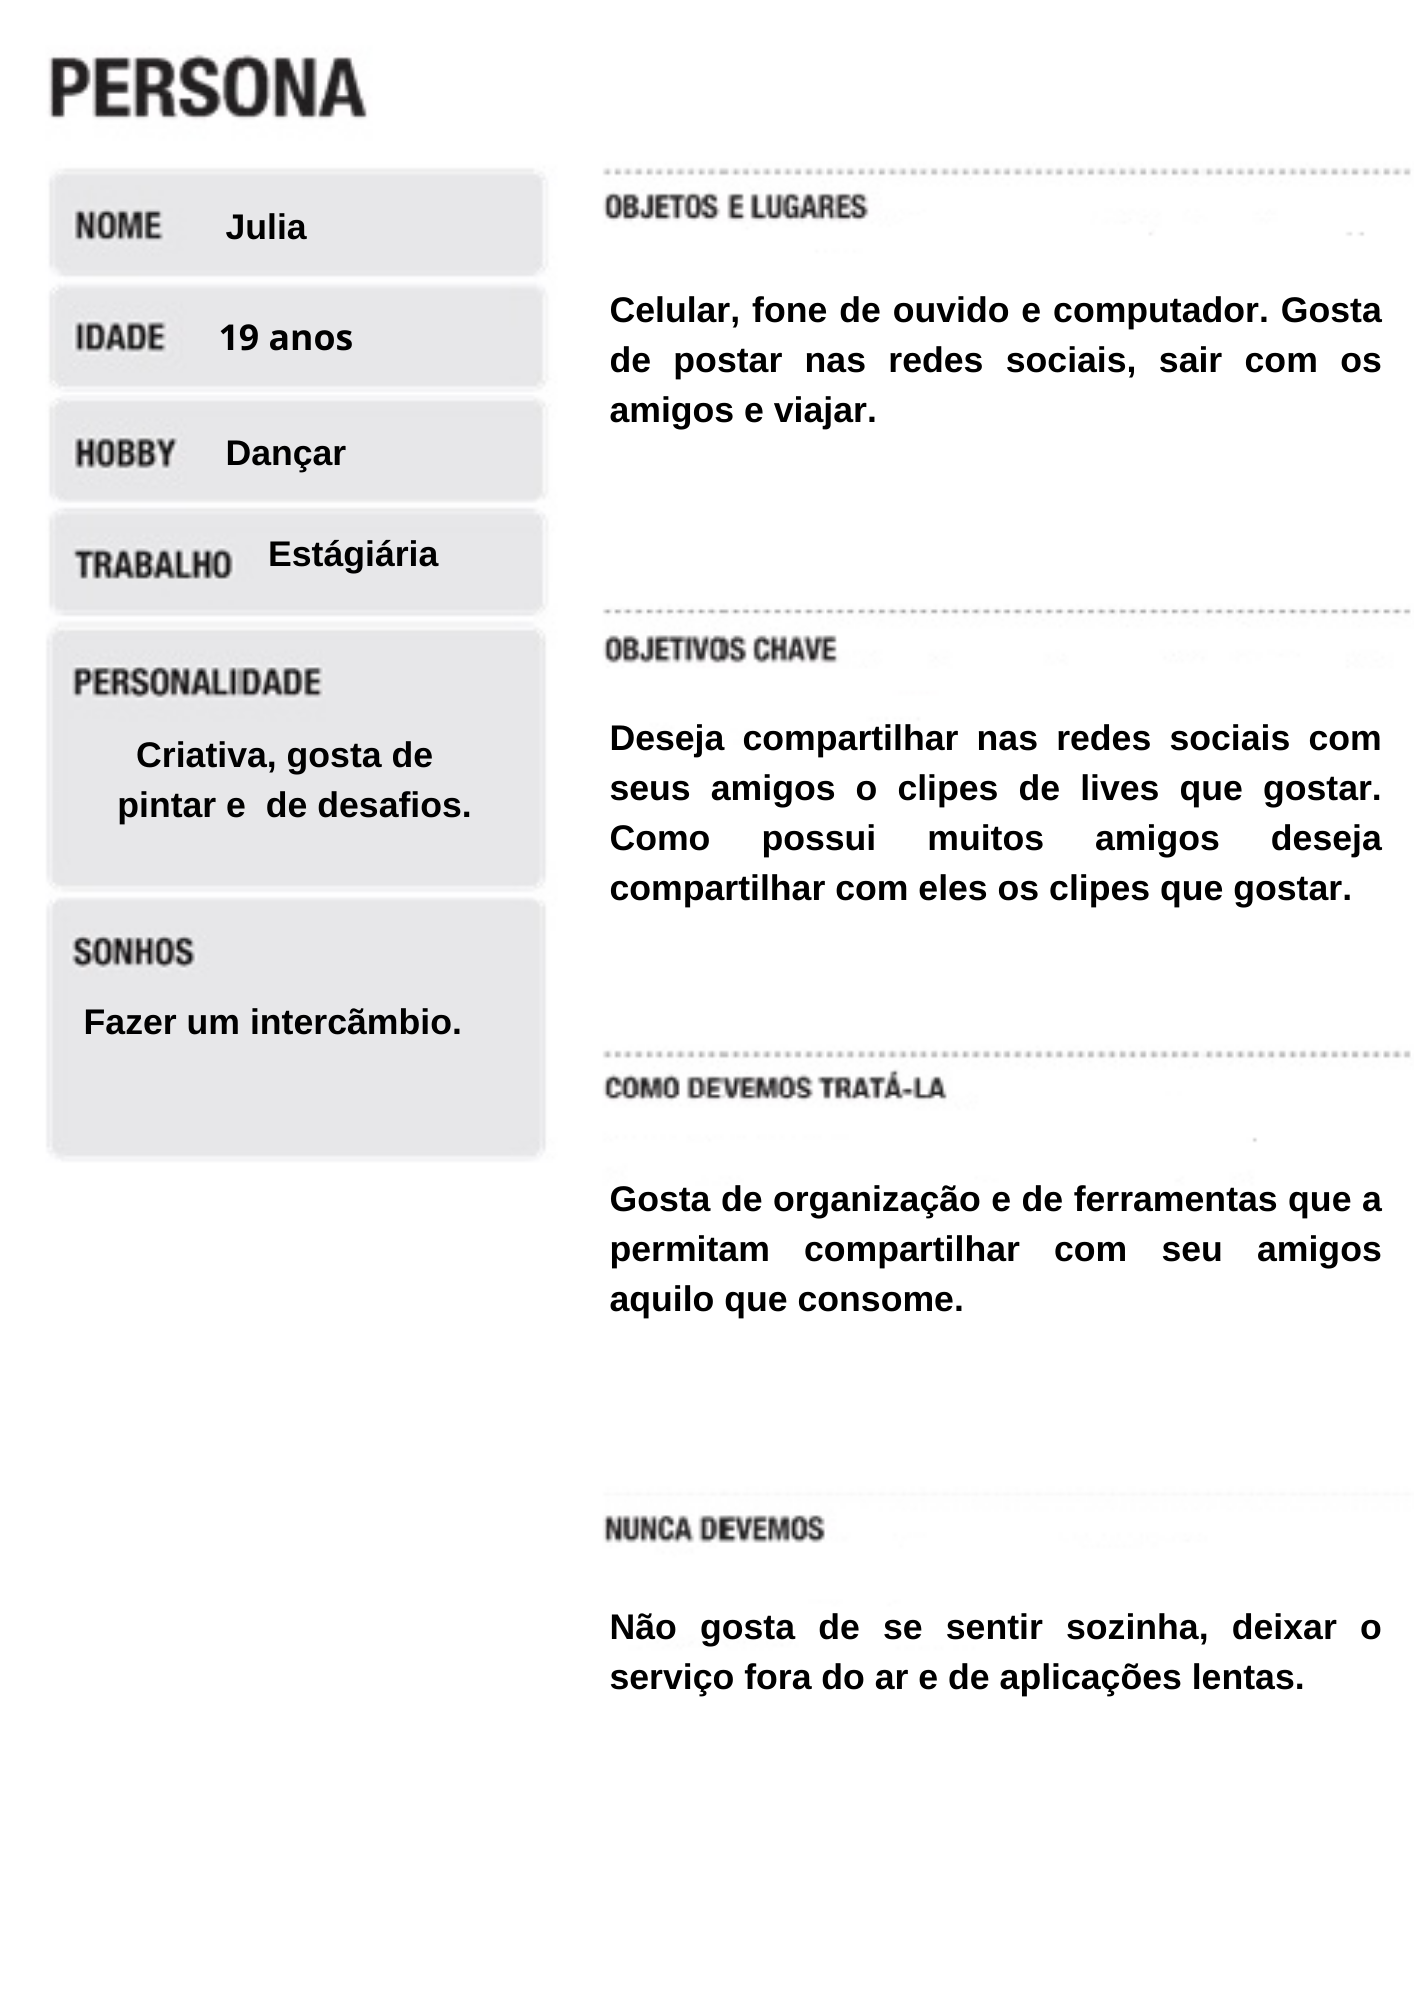 PERSONA
NOME Julia
IDADE 19 anos
HOBBY Dançar
TRABALHO Estágiária
PERSONALIDADE
Criativa, gosta de
pintar e  de desafios.
SONHOS
Fazer um intercãmbio.
OBJETOS E LUGARES
Celular, fone de ouvido e computador. Gosta
de postar nas redes sociais, sair com os
amigos e viajar.
OBJETIVOS CHAVE
Deseja compartilhar nas redes sociais com
seus amigos o clipes de lives que gostar.
Como possui muitos amigos deseja
compartilhar com eles os clipes que gostar.
COMO DEVEMOS TRATÁ-LA
Gosta de organização e de ferramentas que a
permitam compartilhar com seu amigos
aquilo que consome.
NUNCA DEVEMOS
Não gosta de se sentir sozinha, deixar o
serviço fora do ar e de aplicações lentas.